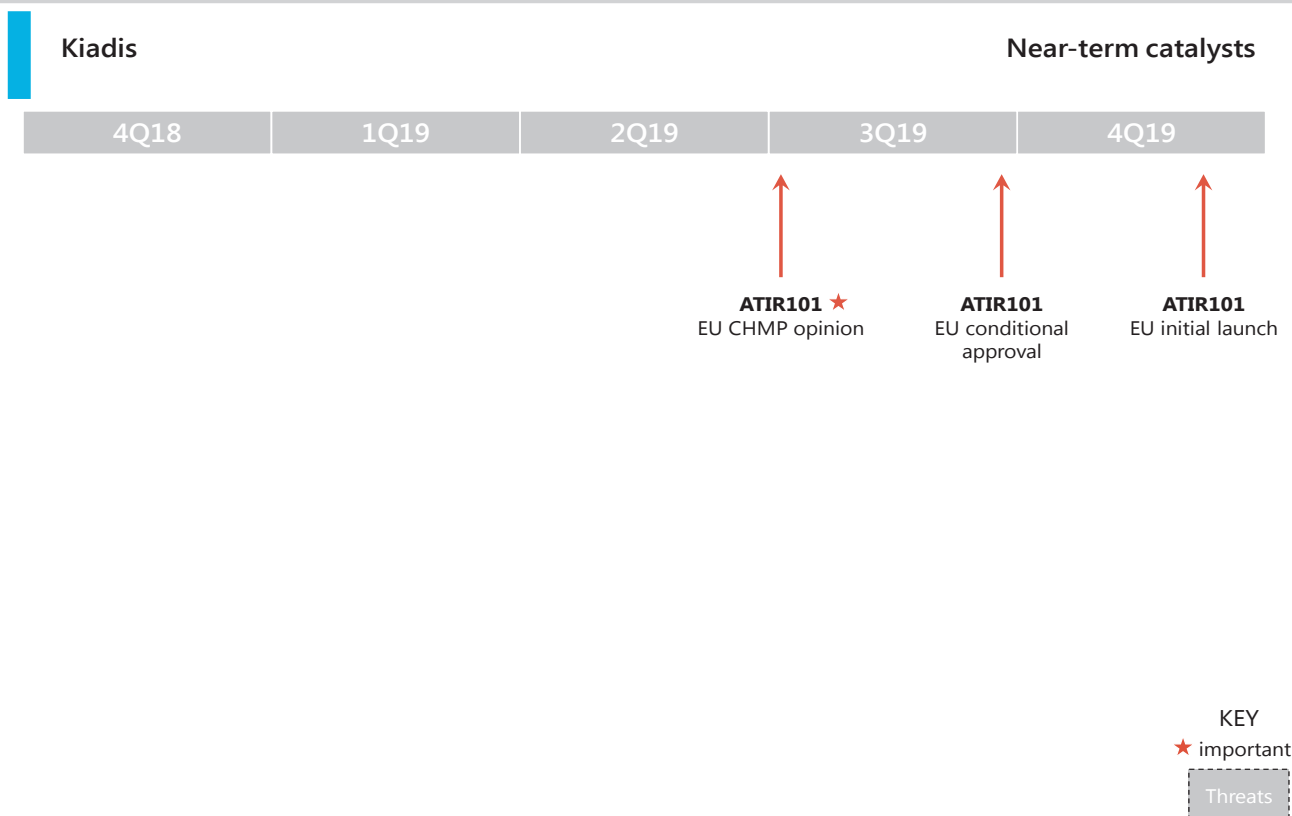 Kiadis
Near-term catalysts
4Q18
1Q19
2Q19
3Q19
4Q19
ATIR101 ★
EU CHMP opinion
ATIR101
EU conditional
approval
ATIR101
EU initial launch
KEY
★ important
Threats